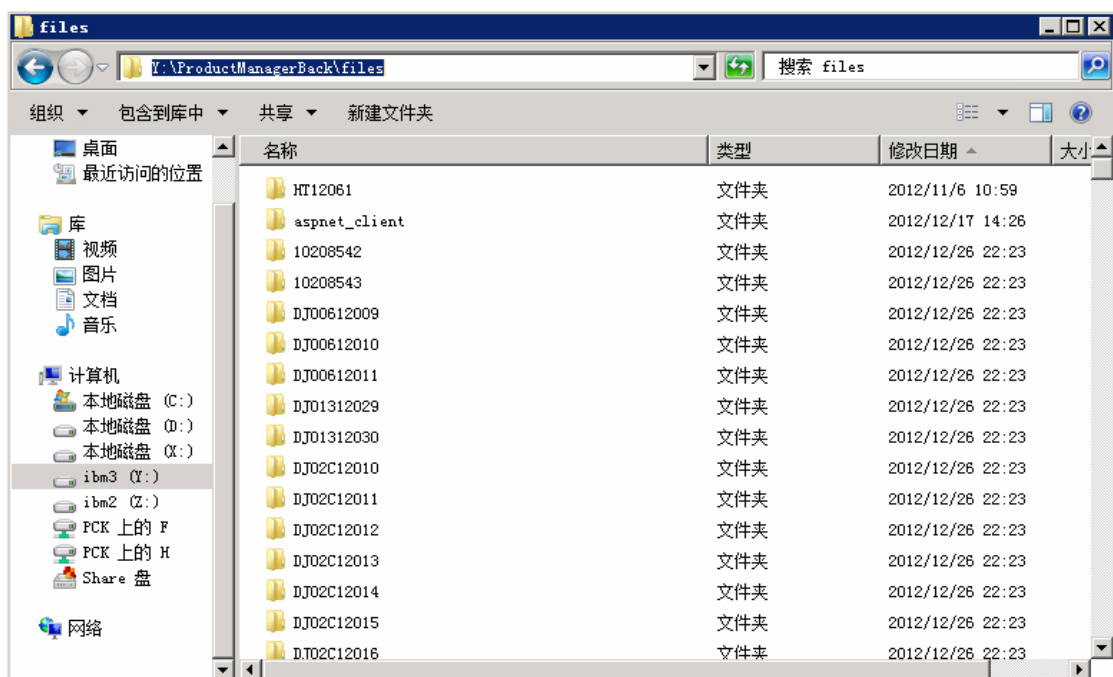 files
Y:\ProductManagerBack\files
搜索 files
组织 包含到库中 共享 新建文件夹
桌面
最近访问的位置
库
视频
图片
文档
音乐
计算机
本地磁盘 (C:)
本地磁盘 (D:)
本地磁盘 (X:)
ibm3 (Y:)
ibm2 (Z:)
PCK 上的 F
PCK 上的 H
Share 盘
网络
名称 类型 修改日期 大小
HT12061 文件夹 2012/11/6 10:59
aspnet_client 文件夹 2012/12/17 14:26
10208542 文件夹 2012/12/26 22:23
10208543 文件夹 2012/12/26 22:23
DJ00612009 文件夹 2012/12/26 22:23
DJ00612010 文件夹 2012/12/26 22:23
DJ00612011 文件夹 2012/12/26 22:23
DJ01312029 文件夹 2012/12/26 22:23
DJ01312030 文件夹 2012/12/26 22:23
DJ02C12010 文件夹 2012/12/26 22:23
DJ02C12011 文件夹 2012/12/26 22:23
DJ02C12012 文件夹 2012/12/26 22:23
DJ02C12013 文件夹 2012/12/26 22:23
DJ02C12014 文件夹 2012/12/26 22:23
DJ02C12015 文件夹 2012/12/26 22:23
DJ02C12016 文件夹 2012/12/26 22:23